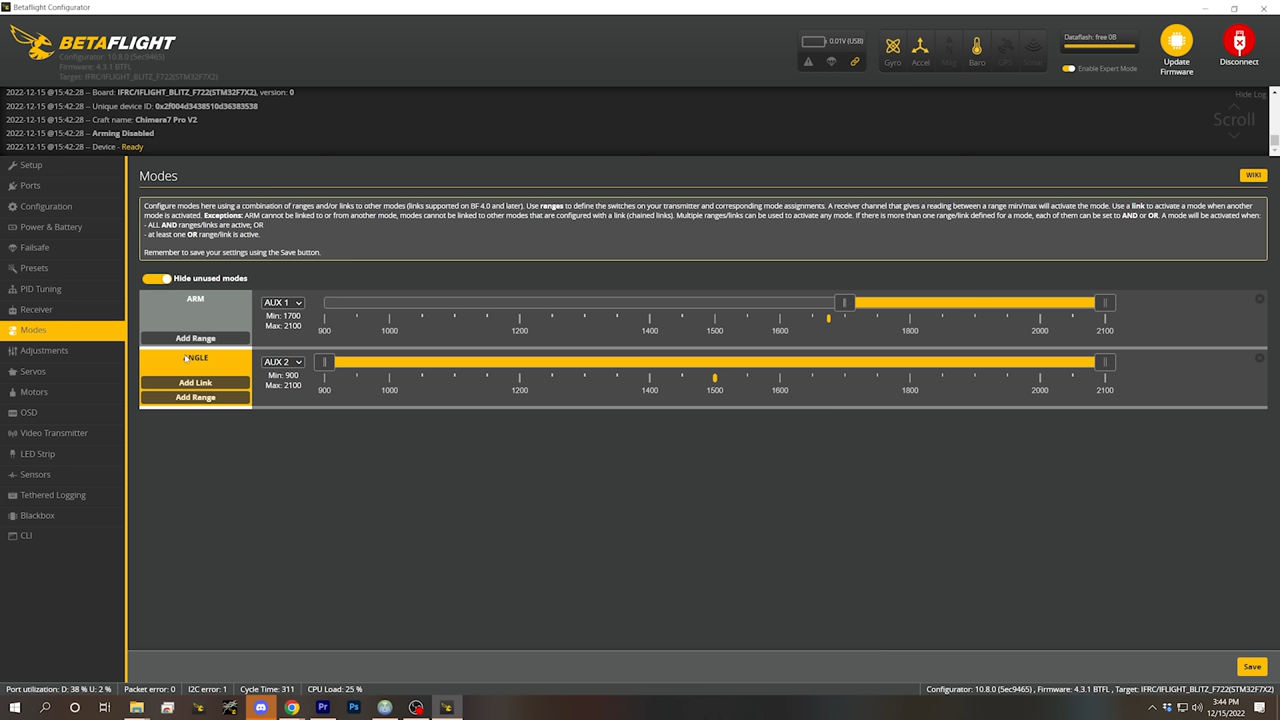 Betaflight Configurator
BETAFLIGHT
Configurator: 10.8.0 (5ec9465)
Firmware: 4.3.1 BTFL
Target: IFRC/IFLIGHT_BLITZ_F722(STM32F7X2)
0.01V (USB)
Gyro
Accel
Mag
Baro
GPS
Sonar
Dataflash: free 0B
Enable Expert Mode
Update
Firmware
Disconnect
2022-12-15 @15:42:28 -- Board: IFRC/IFLIGHT_BLITZ_F722(STM32F7X2), version: 0
2022-12-15 @15:42:28 -- Unique device ID: 0x2f004d3438510d36383538
2022-12-15 @15:42:28 -- Craft name: Chimera7 Pro V2
2022-12-15 @15:42:28 -- Arming Disabled
2022-12-15 @15:42:28 -- Device - Ready
Hide Log
Scroll
Setup
Ports
Configuration
Power & Battery
Failsafe
Presets
PID Tuning
Receiver
Modes
Adjustments
Servos
Motors
OSD
Video Transmitter
LED Strip
Sensors
Tethered Logging
Blackbox
CLI
Modes
WIKI
Configure modes here using a combination of ranges and/or links to other modes (links supported on BF 4.0 and later). Use ranges to define the switches on your transmitter and corresponding mode assignments. A receiver channel that gives a reading between a range min/max will activate the mode. Use a link to activate a mode when another
mode is activated. Exceptions: ARM cannot be linked to or from another mode, modes cannot be linked to other modes that are configured with a link (chained links). Multiple ranges/links can be used to activate any mode. If there is more than one range/link defined for a mode, each of them can be set to AND or OR. A mode will be activated when:
- ALL AND ranges/links are active; OR
- at least one OR range/link is active.
Remember to save your settings using the Save button.
Hide unused modes
ARM
Add Range
AUX 1
Min: 1700
Max: 2100
900 1000 1200 1400 1500 1600 1800 2000 2100
ANGLE
Add Link
Add Range
AUX 2
Min: 900
Max: 2100
900 1000 1200 1400 1500 1600 1800 2000 2100
Save
Port utilization: D: 38 % U: 2 %
Packet error: 0
I2C error: 1
Cycle Time: 311
CPU Load: 25 %
Configurator: 10.8.0 (5ec9465), Firmware: 4.3.1 BTFL, Target: IFRC/IFLIGHT_BLITZ_F722(STM32F7X2)
3:44 PM
12/15/2022